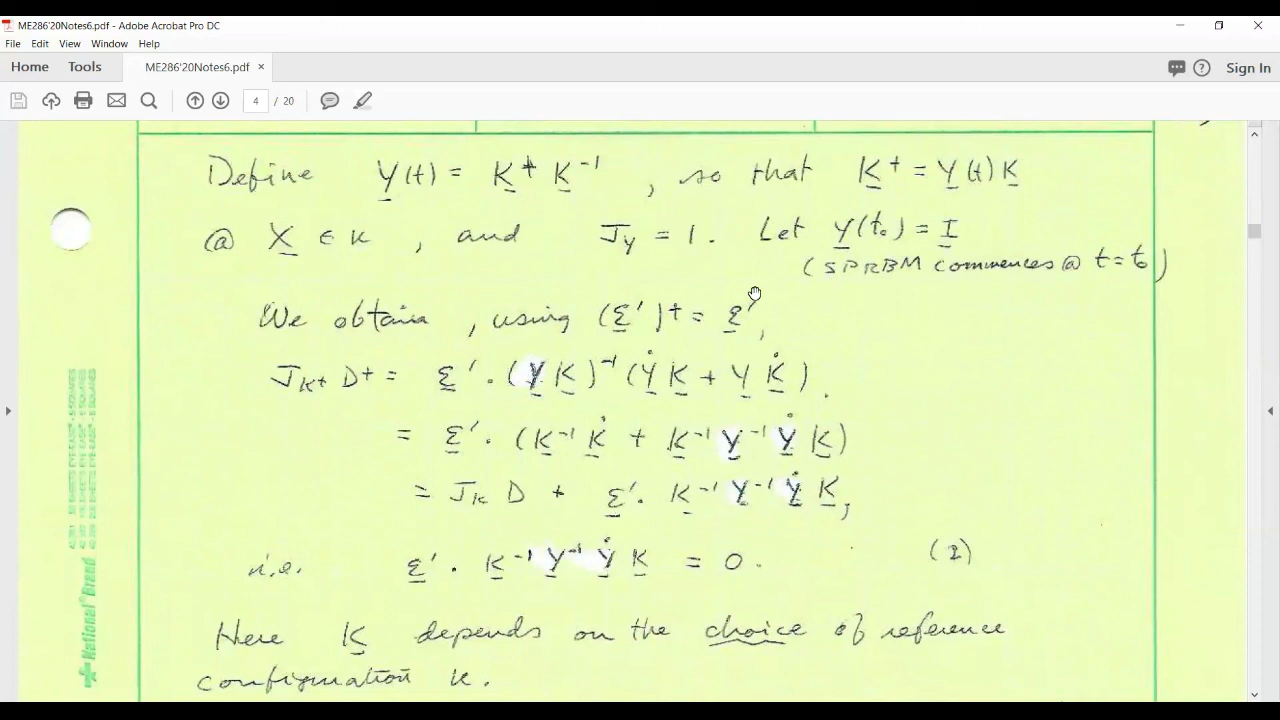 ME286'20Notes6.pdf - Adobe Acrobat Pro DC
File Edit View Window Help
Home Tools ME286'20Notes6.pdf × Sign In
4 / 20
Define Y(t) = K⁺ K⁻¹ , so that K⁺ = Y(t) K
@ X ∈ κ , and J_Y = 1. Let Y(t₀) = I
(SPRBM commences @ t = t₀)
We obtain , using (Ɛ′)⁺ = Ɛ′,
J_K⁺ D⁺ = Ɛ′ · (Y K)⁻¹ (Ẏ K + Y K̇) .
= Ɛ′ · (K⁻¹ K̇ + K⁻¹ Y⁻¹ Ẏ K)
= J_K D + Ɛ′ · K⁻¹ Y⁻¹ Ẏ K,
i.e. Ɛ′ · K⁻¹ Y⁻¹ Ẏ K = 0 . (I)
Here K depends on the choice of reference
configuration κ.
National Brand